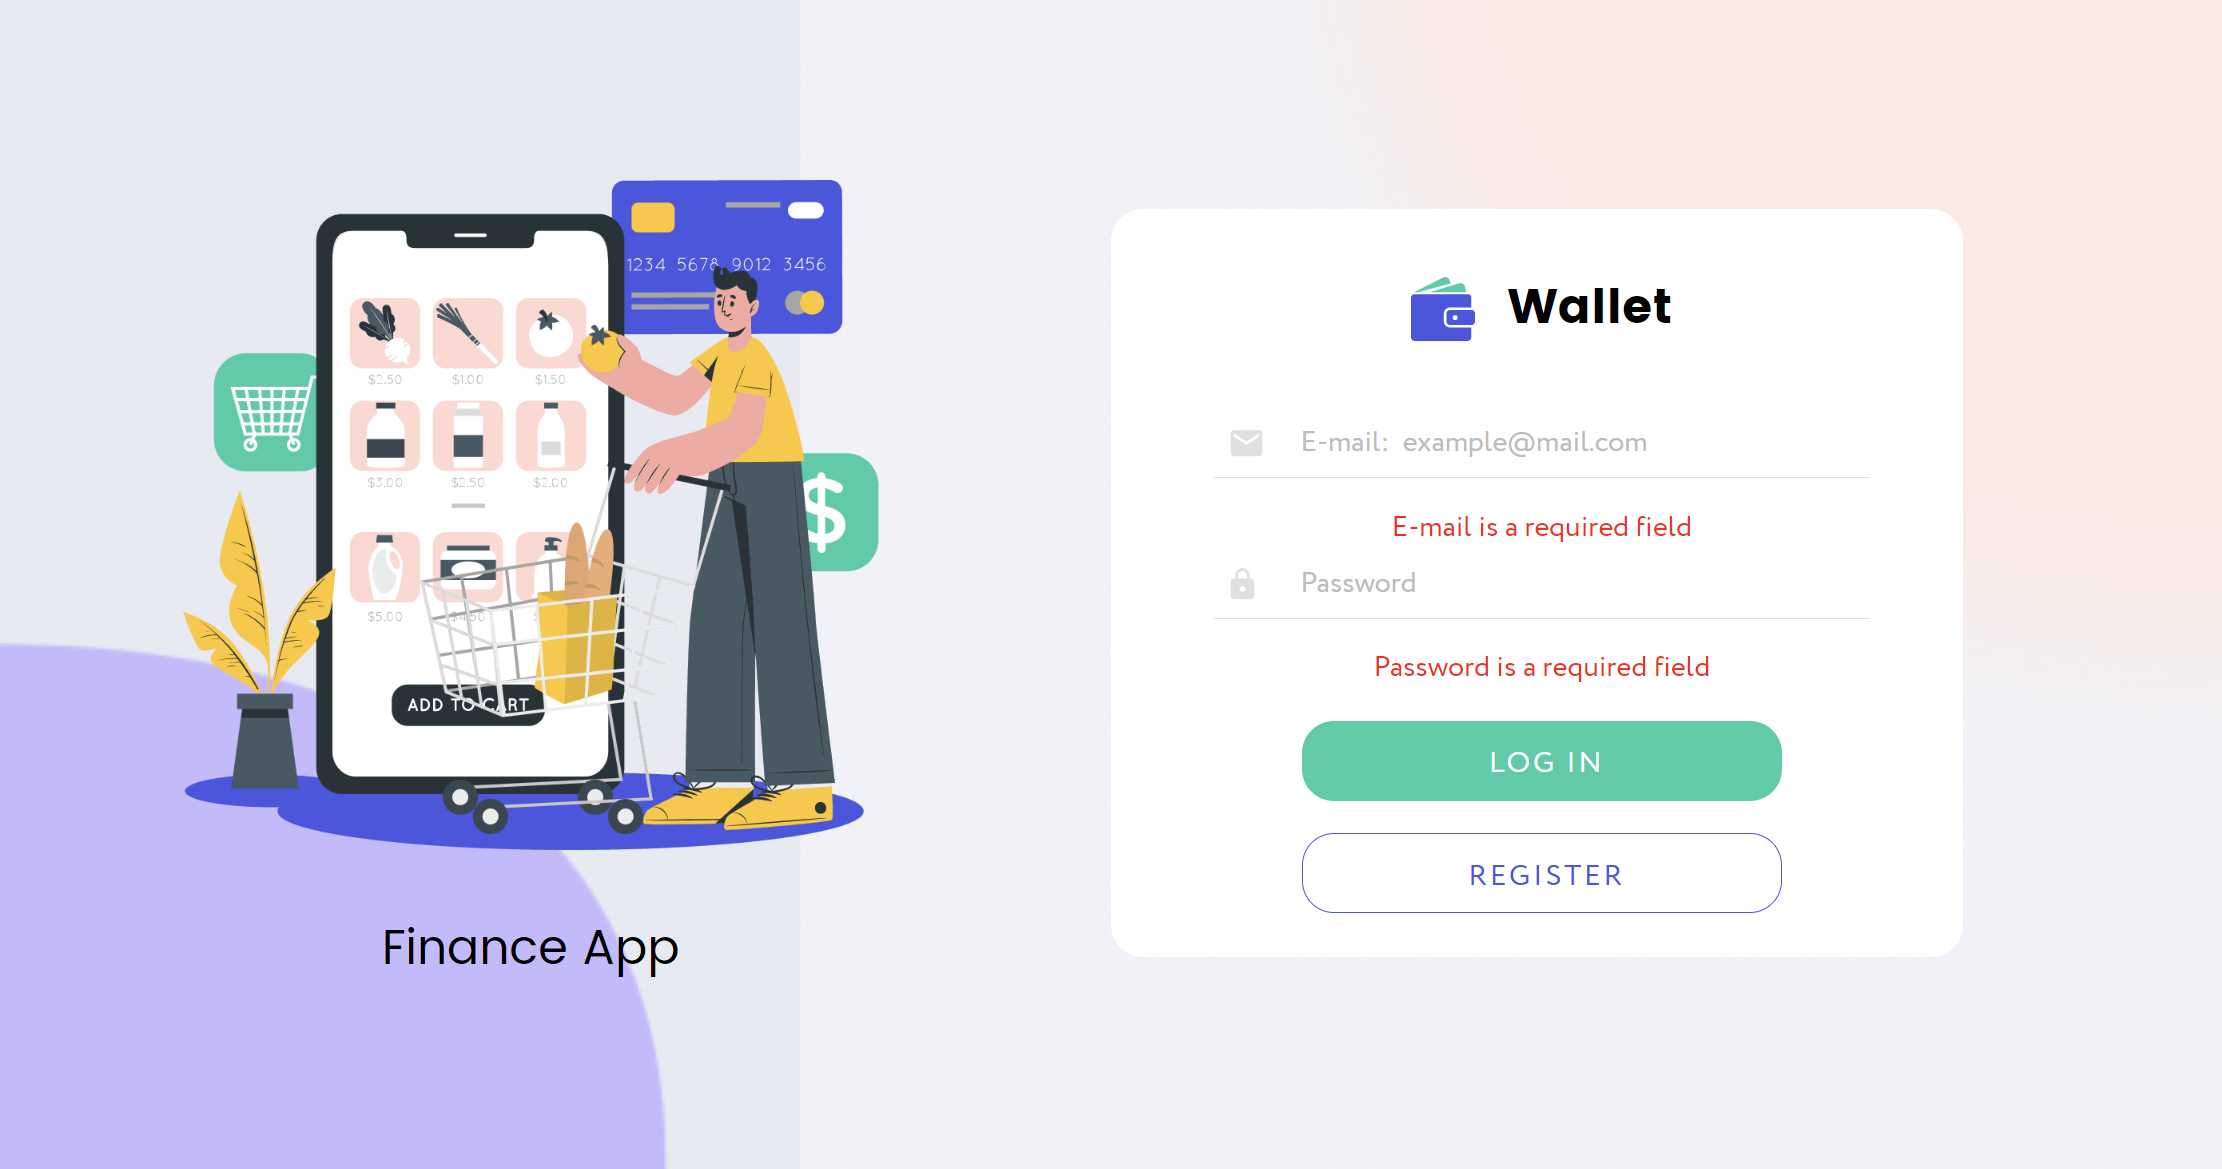 1234 5678 9012 3456
$2.50 $1.00 $1.50
$3.00 $2.50 $2.00
$5.00 $4.50
ADD TO CART
$
Finance App
Wallet
E-mail: example@mail.com
E-mail is a required field
Password
Password is a required field
LOG IN
REGISTER